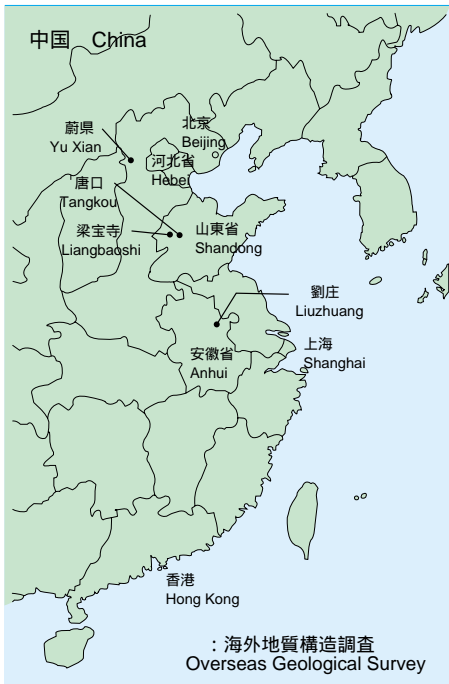 中国 China
北京
Beijing
蔚県
Yu Xian
河北省
Hebei
唐口
Tangkou
梁宝寺
Liangbaoshi
山東省
Shandong
劉庄
Liuzhuang
上海
Shanghai
安徽省
Anhui
香港
Hong Kong
：海外地質構造調査
Overseas Geological Survey